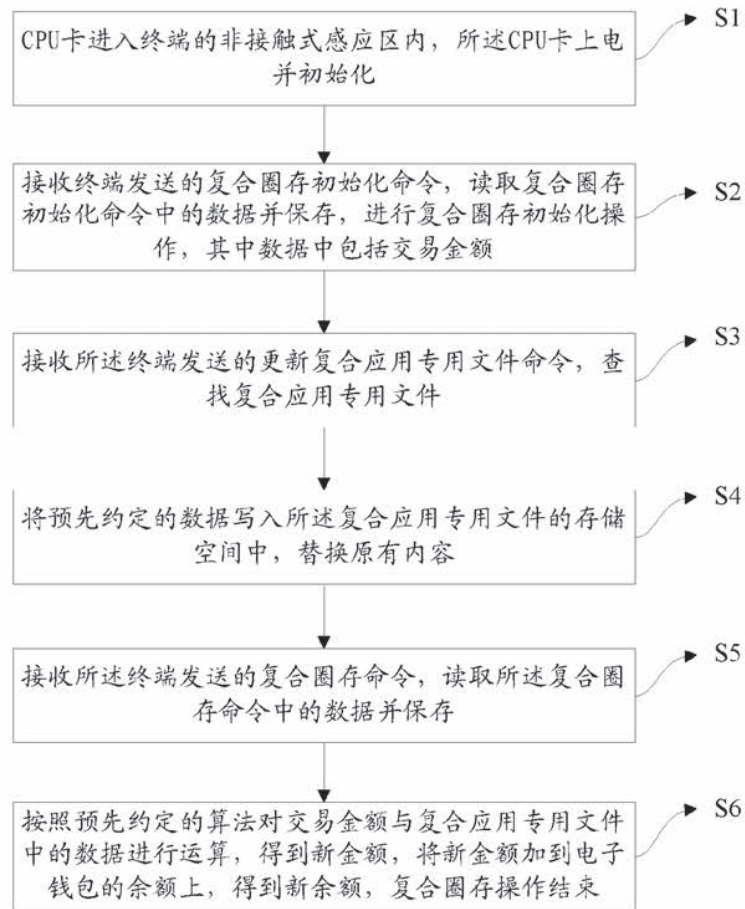 CPU卡进入终端的非接触式感应区内，所述CPU卡上电
并初始化
S1
接收终端发送的复合圈存初始化命令，读取复合圈存
初始化命令中的数据并保存，进行复合圈存初始化操
作，其中数据中包括交易金额
S2
接收所述终端发送的更新复合应用专用文件命令，查
找复合应用专用文件
S3
将预先约定的数据写入所述复合应用专用文件的存储
空间中，替换原有内容
S4
接收所述终端发送的复合圈存命令，读取所述复合圈
存命令中的数据并保存
S5
按照预先约定的算法对交易金额与复合应用专用文件
中的数据进行运算，得到新金额，将新金额加到电子
钱包的余额上，得到新余额，复合圈存操作结束
S6